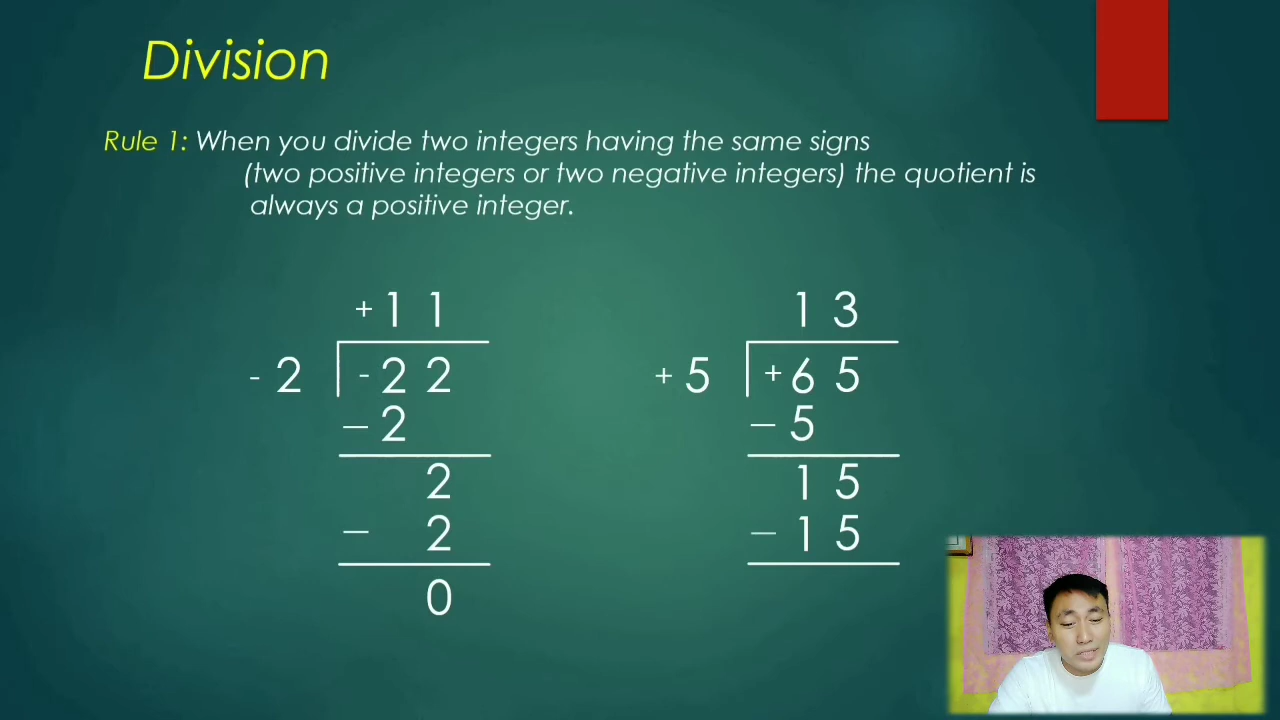 Division
Rule 1: When you divide two integers having the same signs
(two positive integers or two negative integers) the quotient is
always a positive integer.
+ 1 1
- 2 - 2 2
– 2
2
– 2
0
1 3
+ 5 + 6 5
– 5
1 5
– 1 5